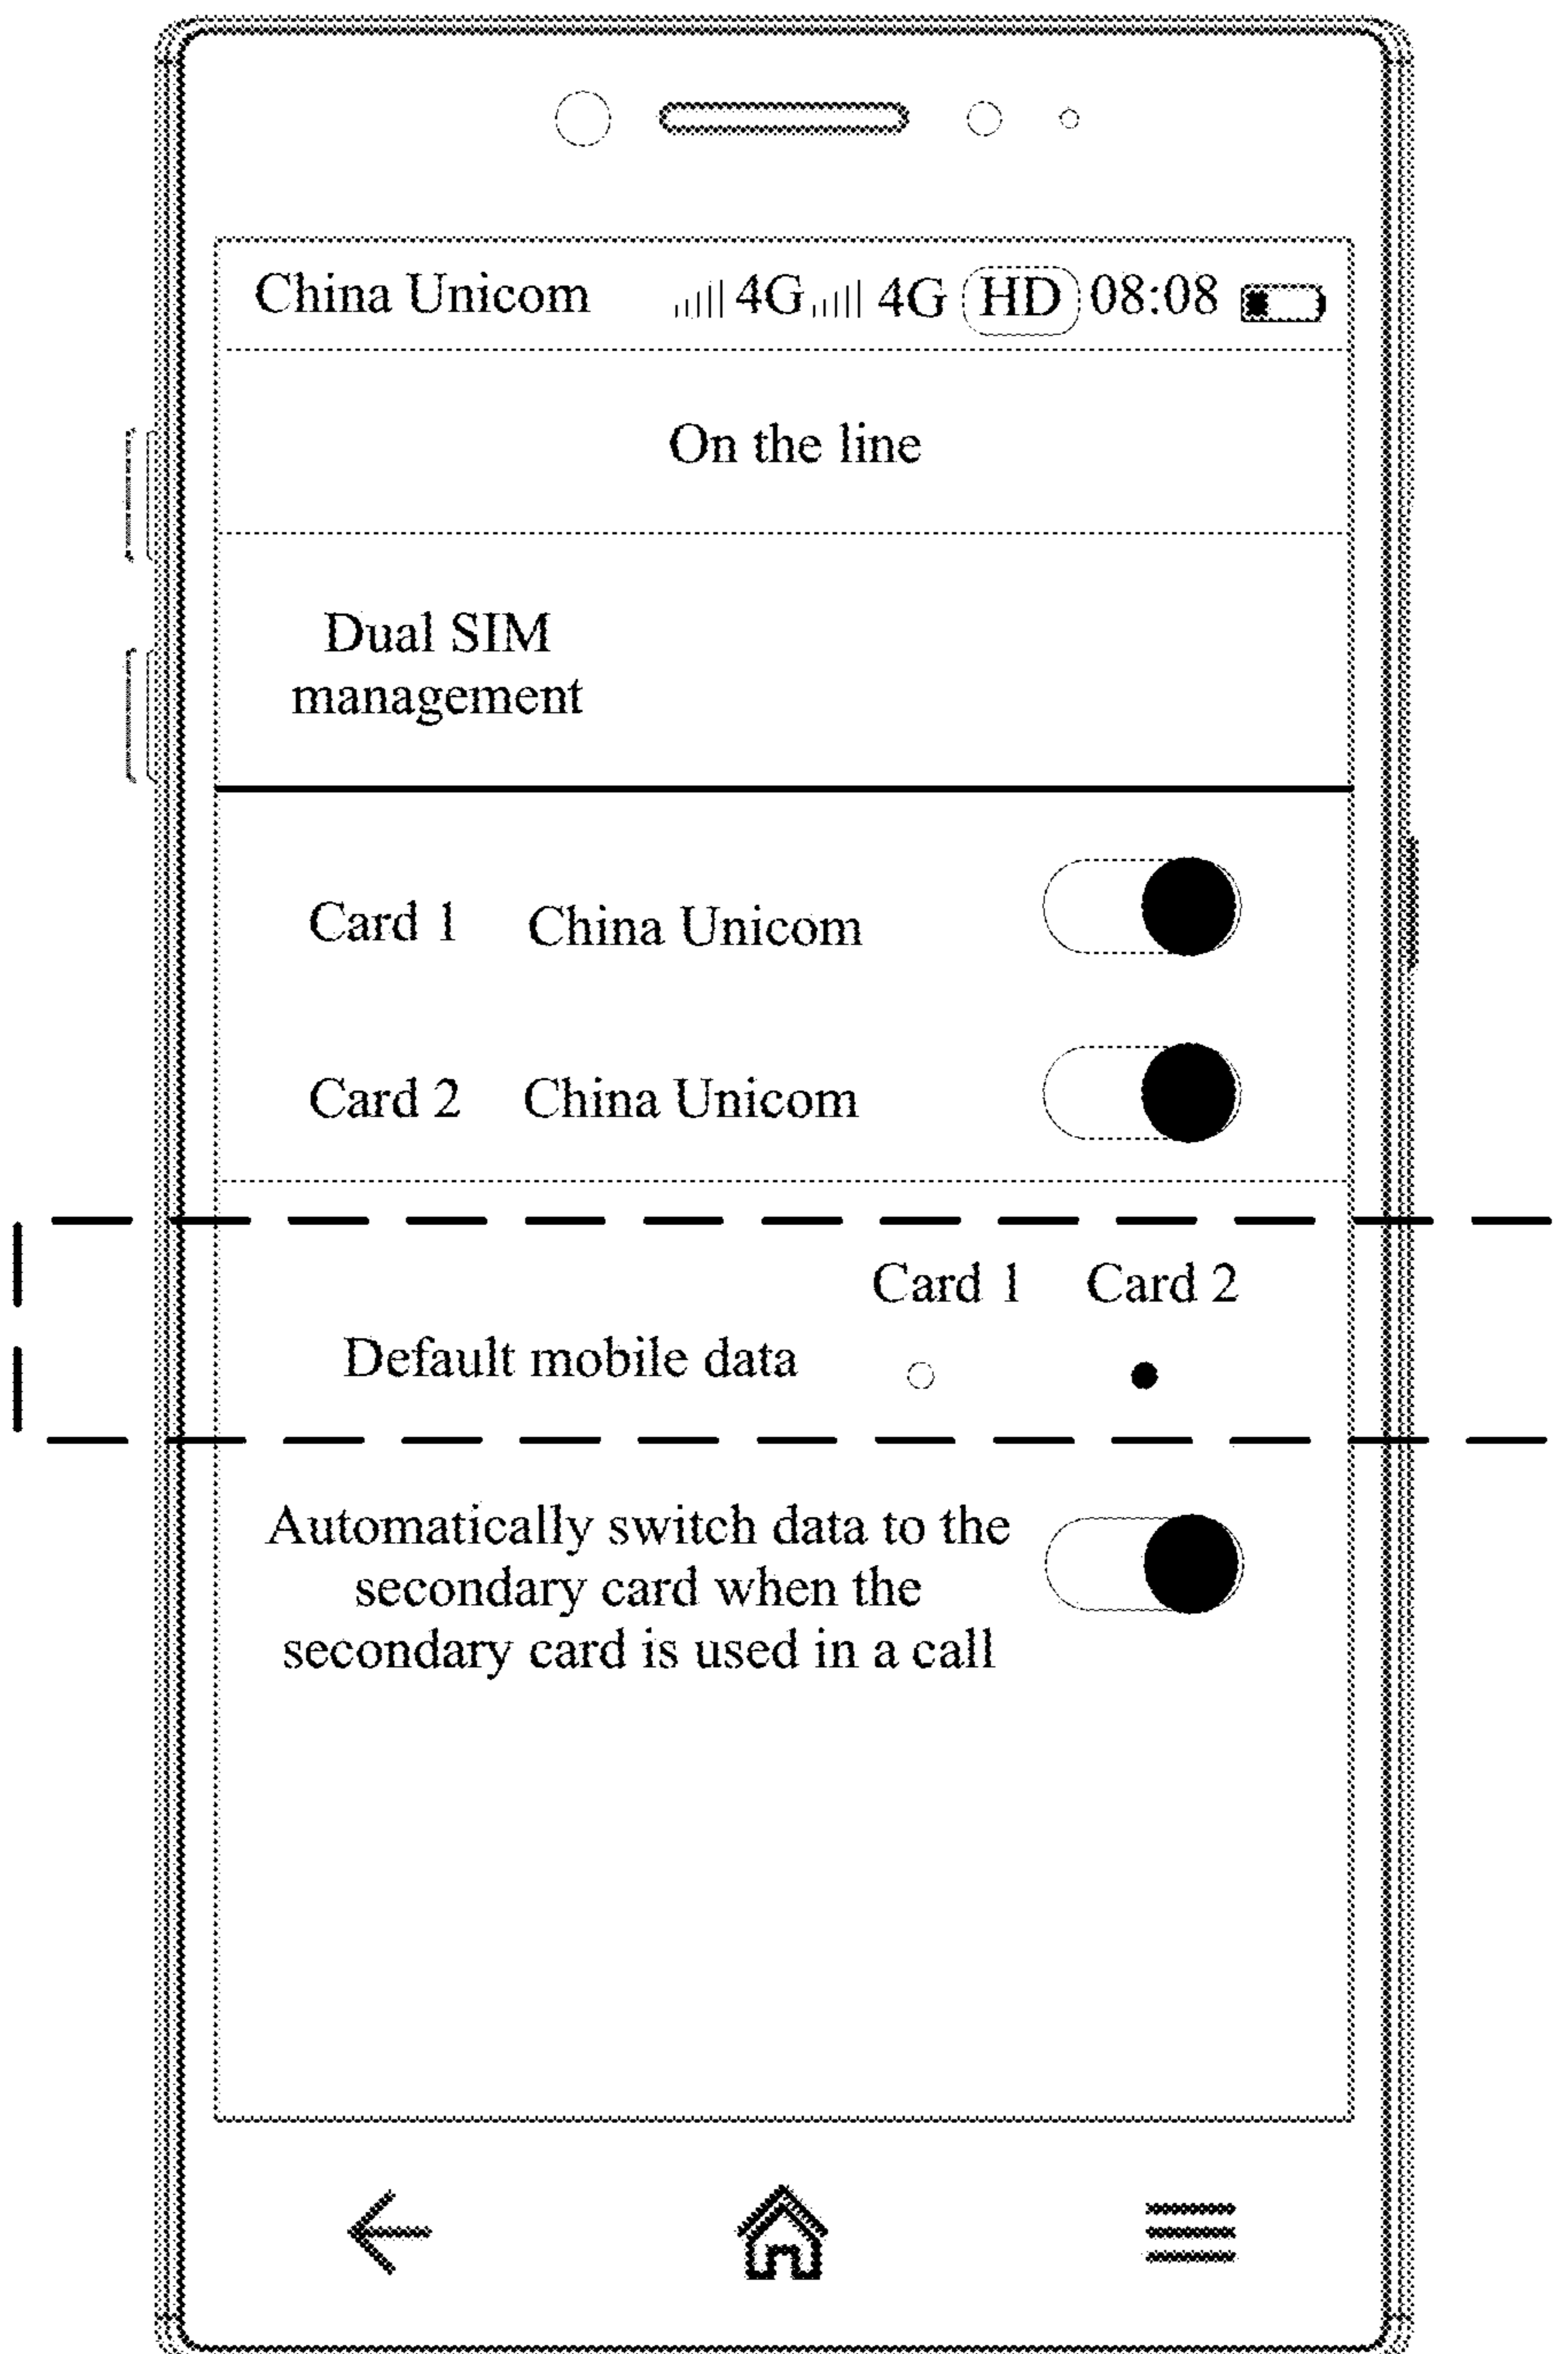 China Unicom 4G 4G HD 08:08
On the line
Dual SIM
management
Card 1 China Unicom
Card 2 China Unicom
Card 1 Card 2
Default mobile data
Automatically switch data to the
secondary card when the
secondary card is used in a call